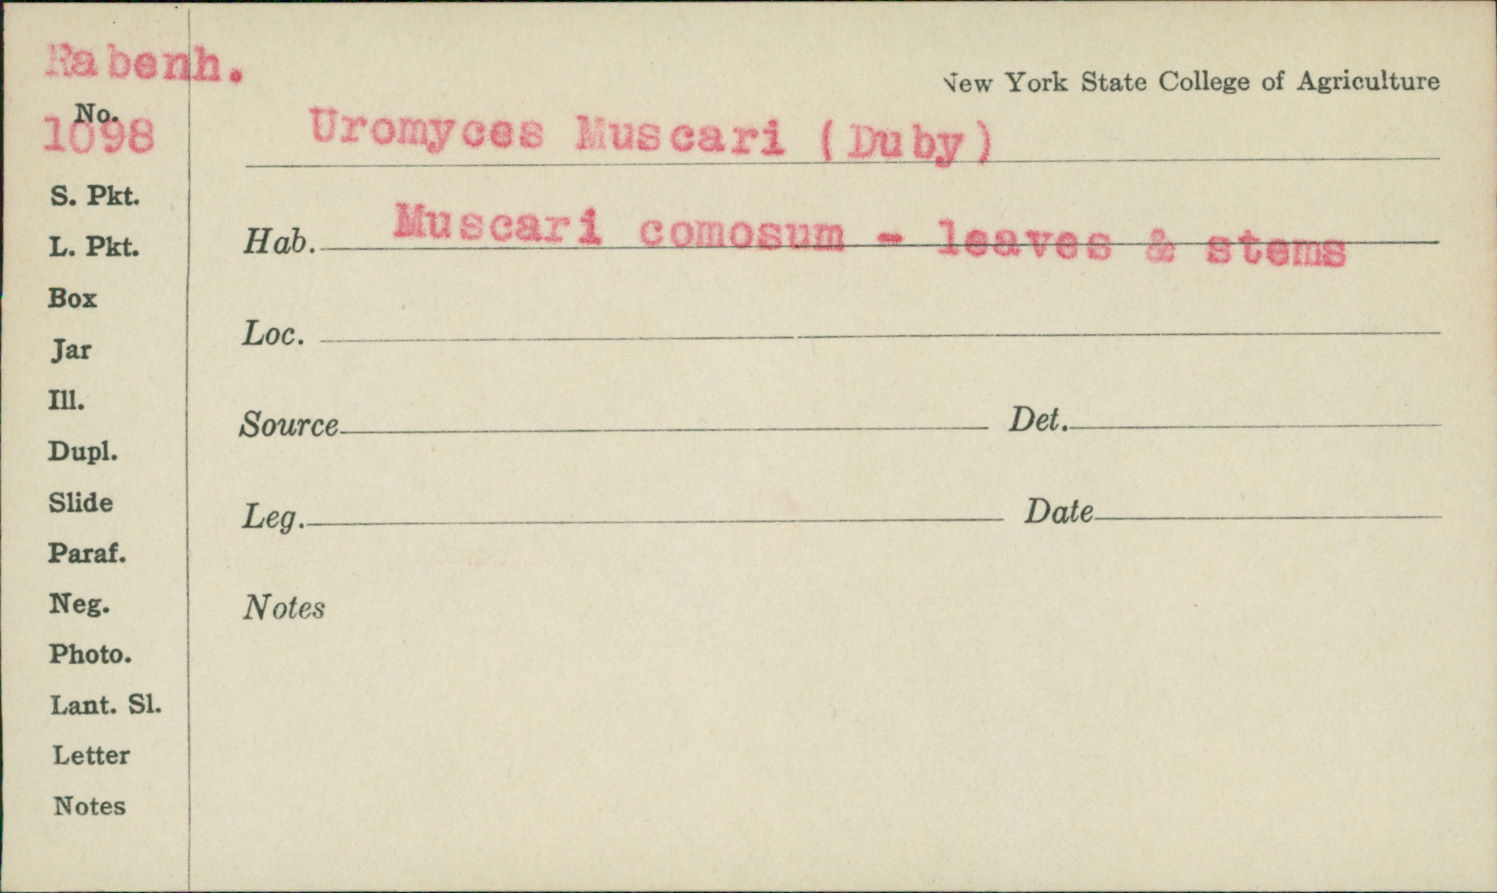 Rabenh.
New York State College of Agriculture
No.
1098
Uromyces Muscari (Duby)
S. Pkt.
Hab. Muscari comosum - leaves & stems
L. Pkt.
Box
Loc.
Jar
Ill.
Source Det.
Dupl.
Slide
Leg. Date
Paraf.
Neg.
Notes
Photo.
Lant. Sl.
Letter
Notes